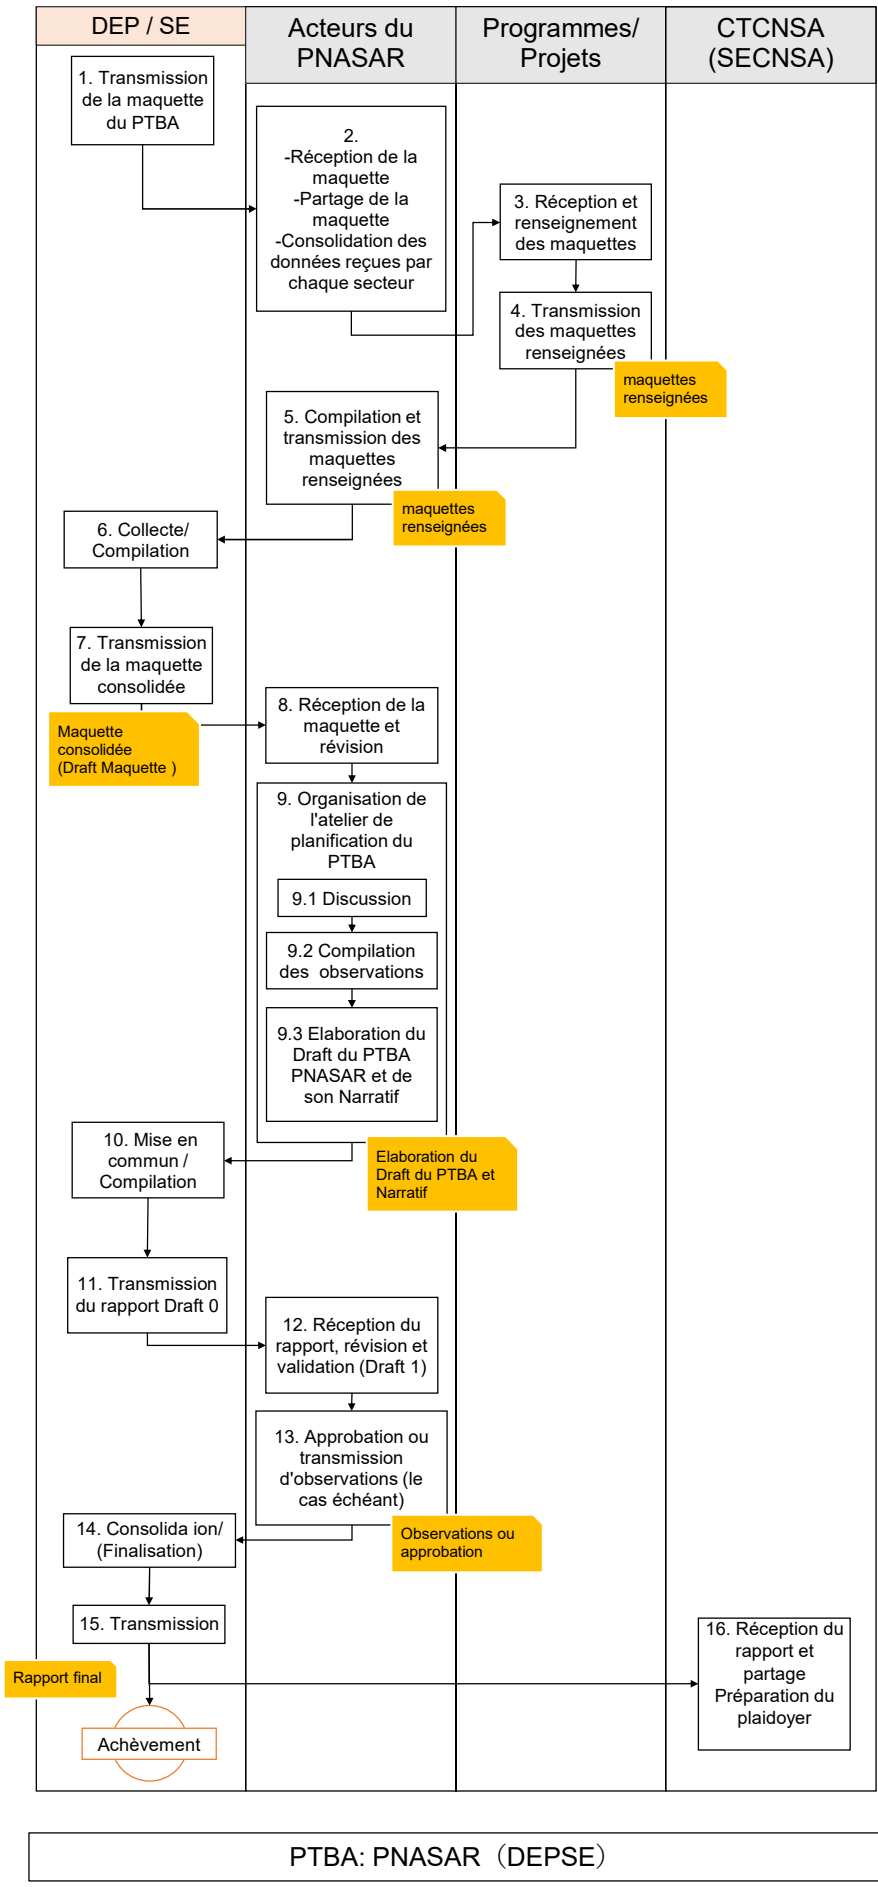 DEP / SE
Acteurs du
PNASAR
Programmes/
Projets
CTCNSA
(SECNSA)
1. Transmission
de la maquette
du PTBA
2.
-Réception de la
maquette
-Partage de la
maquette
-Consolidation des
données reçues par
chaque secteur
3. Réception et
renseignement
des maquettes
4. Transmission
des maquettes
renseignées
maquettes
renseignées
5. Compilation et
transmission des
maquettes
renseignées
maquettes
renseignées
6. Collecte/
Compilation
7. Transmission
de la maquette
consolidée
Maquette
consolidée
(Draft Maquette )
8. Réception de la
maquette et
révision
9. Organisation de
l'atelier de
planification du
PTBA
9.1 Discussion
9.2 Compilation
des  observations
9.3 Elaboration du
Draft du PTBA
PNASAR et de
son Narratif
Elaboration du
Draft du PTBA et
Narratif
10. Mise en
commun /
Compilation
11. Transmission
du rapport Draft 0
12. Réception du
rapport, révision et
validation (Draft 1)
13. Approbation ou
transmission
d'observations (le
cas échéant)
Observations ou
approbation
14. Consolida ion/
(Finalisation)
15. Transmission
16. Réception du
rapport et
partage
Préparation du
plaidoyer
Rapport final
Achèvement
PTBA: PNASAR（DEPSE）